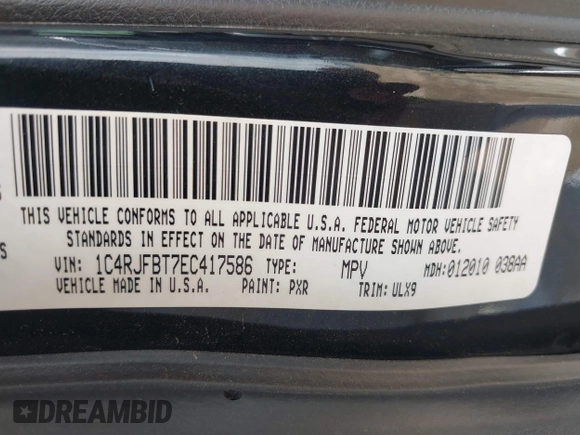 THIS VEHICLE CONFORMS TO ALL APPLICABLE U.S.A. FEDERAL MOTOR VEHICLE SAFETY
STANDARDS IN EFFECT ON THE DATE OF MANUFACTURE SHOWN ABOVE.
VIN: 1C4RJFBT7EC417586 TYPE: MPV MDH:012010 038AA
VEHICLE MADE IN U.S.A. PAINT: PXR TRIM: ULX9
DREAMBID